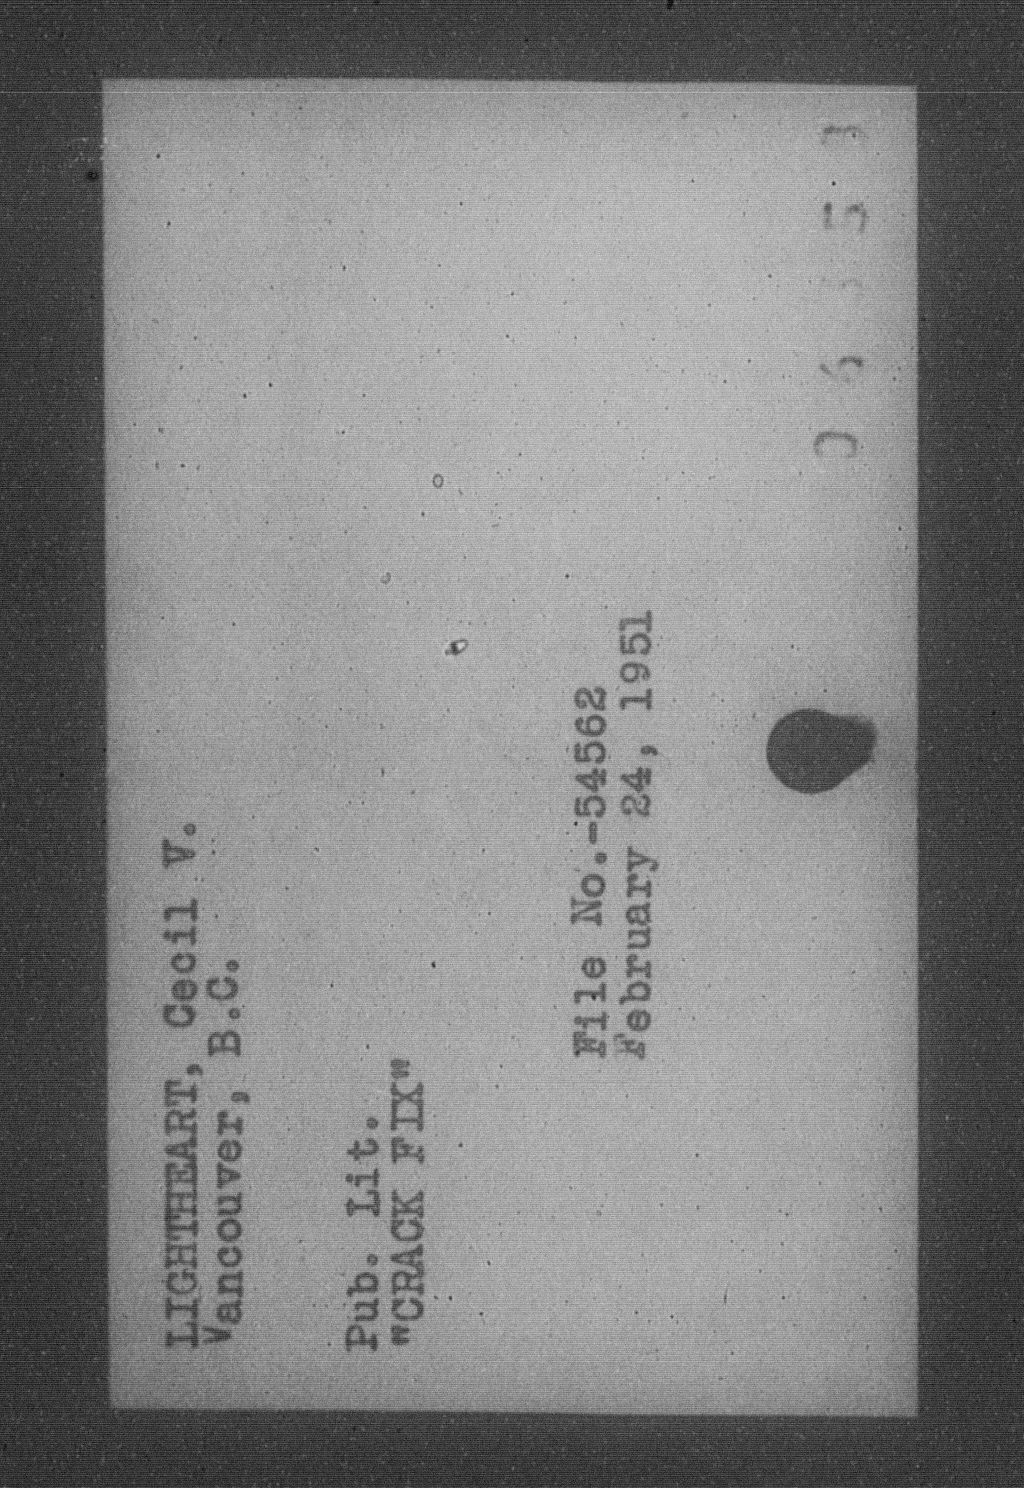 LIGHTHEART, Cecil V.
Vancouver, B.C.
Pub. Lit.
"CRACK FIX"
File No.-54562
February 24, 1951